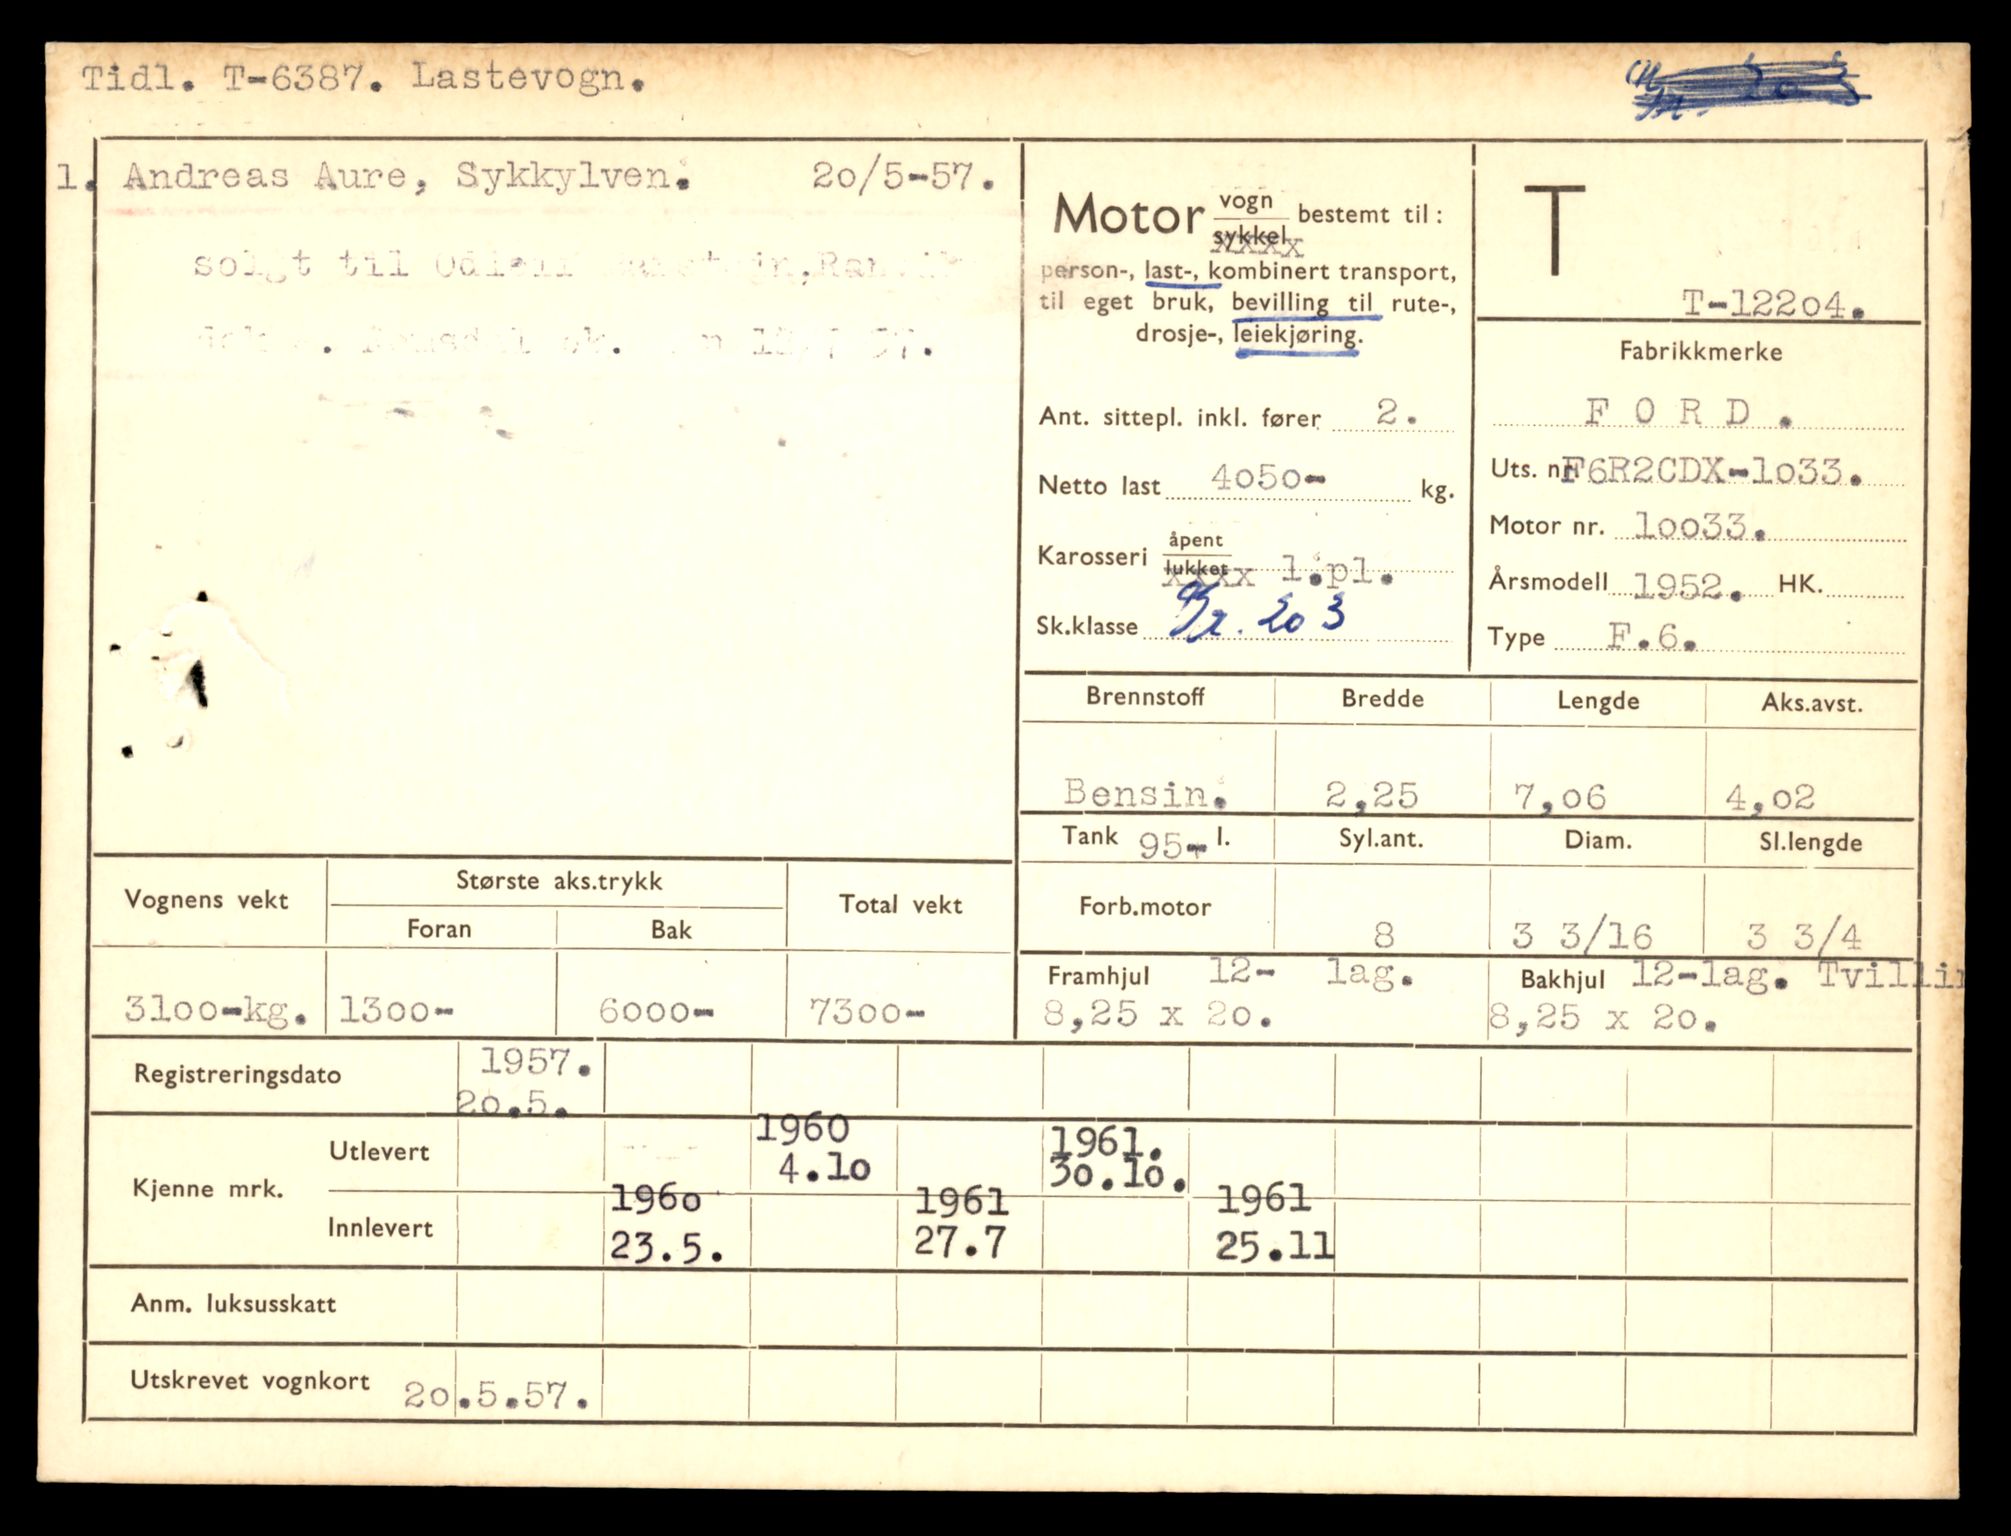 Tidl. T-6387. Lastevogn.
1. Andreas Aure, Sykkylven. 20/5-57.
solgt til
Motor vogn bestemt til:
sykkel
xxxx
person-, last-, kombinert transport,
til eget bruk, bevilling til rute-,
drosje-, leiekjøring.
Ant. sittepl. inkl. fører 2.
Netto last 4050- kg.
Karosseri åpent
lukket xxxx l.pl.
Sk.klasse 203
T
T-12204.
Fabrikkmerke
F O R D .
Uts. nr. F6R2CDX-1033.
Motor nr. 10033.
Årsmodell 1952. HK.
Type F.6.
Brennstoff Bredde Lengde Aks.avst.
Bensin. 2,25 7,06 4,02
Tank 95- l. Syl.ant. Diam. Sl.lengde
Forb.motor 8 3 3/16 3 3/4
Framhjul 12- lag. Bakhjul 12-lag. Tvillin
8,25 x 20. 8,25 x 20.
Vognens vekt Største aks.trykk Total vekt
Foran Bak
3100-kg. 1300- 6000- 7300-
Registreringsdato 1957.
20.5.
Kjenne mrk.
Utlevert 1960 1961.
4.10 30.10.
Innlevert 1960 1961 1961
23.5. 27.7 25.11
Anm. luksusskatt
Utskrevet vognkort 20.5.57.